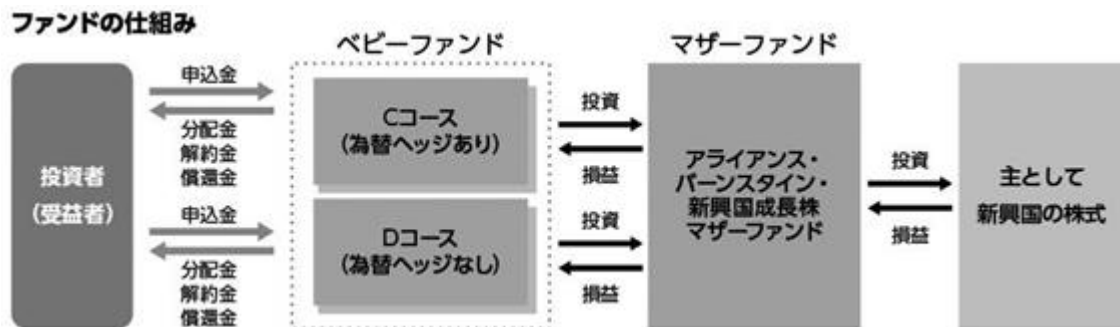 ファンドの仕組み
ベビーファンド
マザーファンド
投資者
(受益者)
申込金
分配金
解約金
償還金
申込金
分配金
解約金
償還金
Cコース
(為替ヘッジあり)
Dコース
(為替ヘッジなし)
投資
損益
投資
損益
アライアンス・
バーンスタイン・
新興国成長株
マザーファンド
投資
損益
主として
新興国の株式